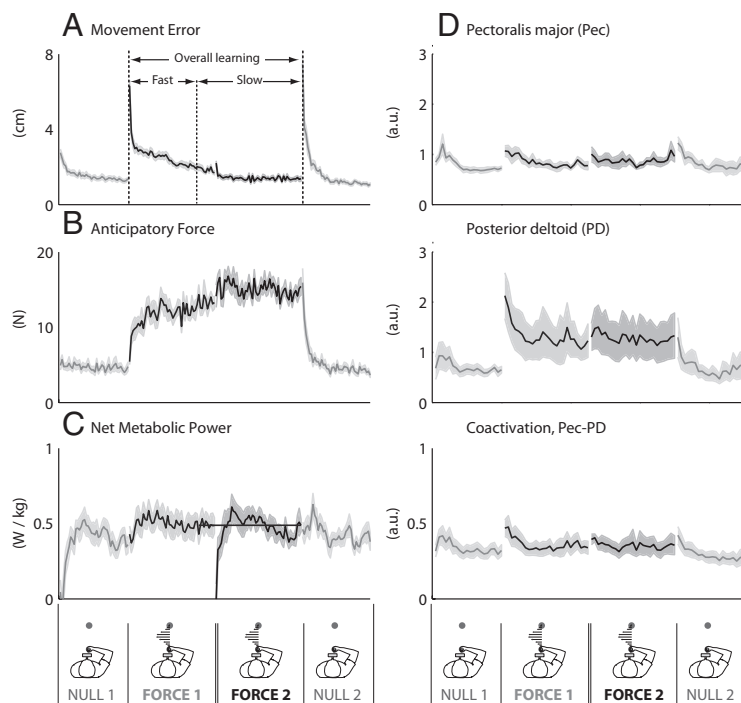 A Movement Error
Overall learning
Fast
Slow
(cm)
8
4
0
B Anticipatory Force
(N)
20
10
0
C Net Metabolic Power
(W / kg)
1
0.5
0
NULL 1
FORCE 1
FORCE 2
NULL 2
D Pectoralis major (Pec)
(a.u.)
3
2
1
0
Posterior deltoid (PD)
(a.u.)
3
2
1
0
Coactivation, Pec-PD
(a.u.)
1
0.5
0
NULL 1
FORCE 1
FORCE 2
NULL 2